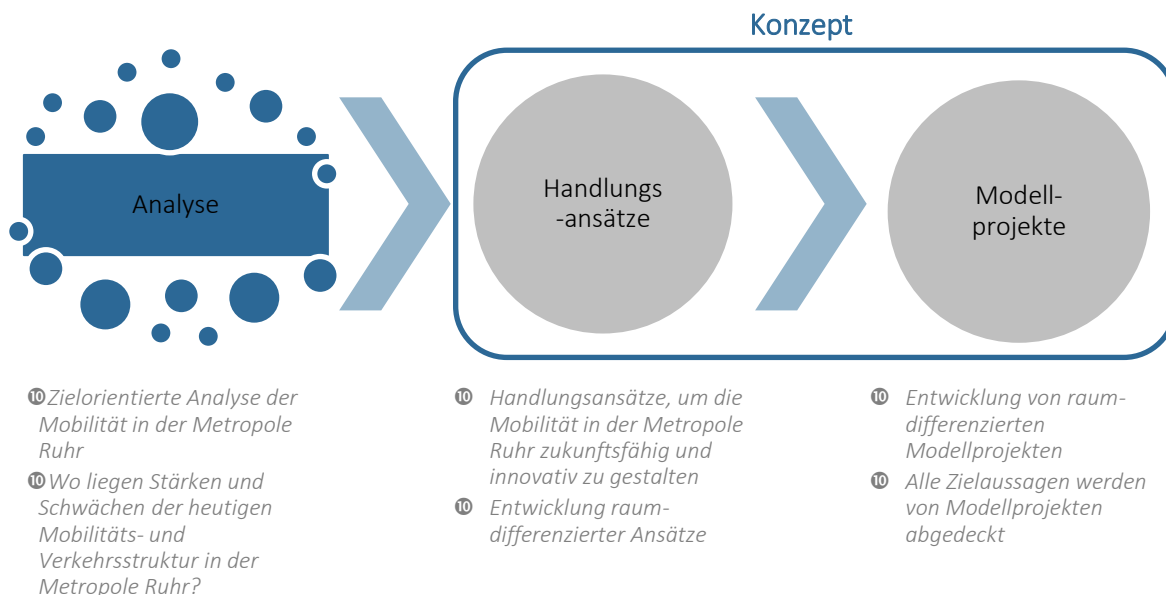 Konzept
Analyse
Handlungs
-ansätze
Modell-
projekte
❿Zielorientierte Analyse der
Mobilität in der Metropole
Ruhr
❿Wo liegen Stärken und
Schwächen der heutigen
Mobilitäts- und
Verkehrsstruktur in der
Metropole Ruhr?
❿ Handlungsansätze, um die
Mobilität in der Metropole
Ruhr zukunftsfähig und
innovativ zu gestalten
❿ Entwicklung raum-
differenzierter Ansätze
❿ Entwicklung von raum-
differenzierten
Modellprojekten
❿ Alle Zielaussagen werden
von Modellprojekten
abgedeckt